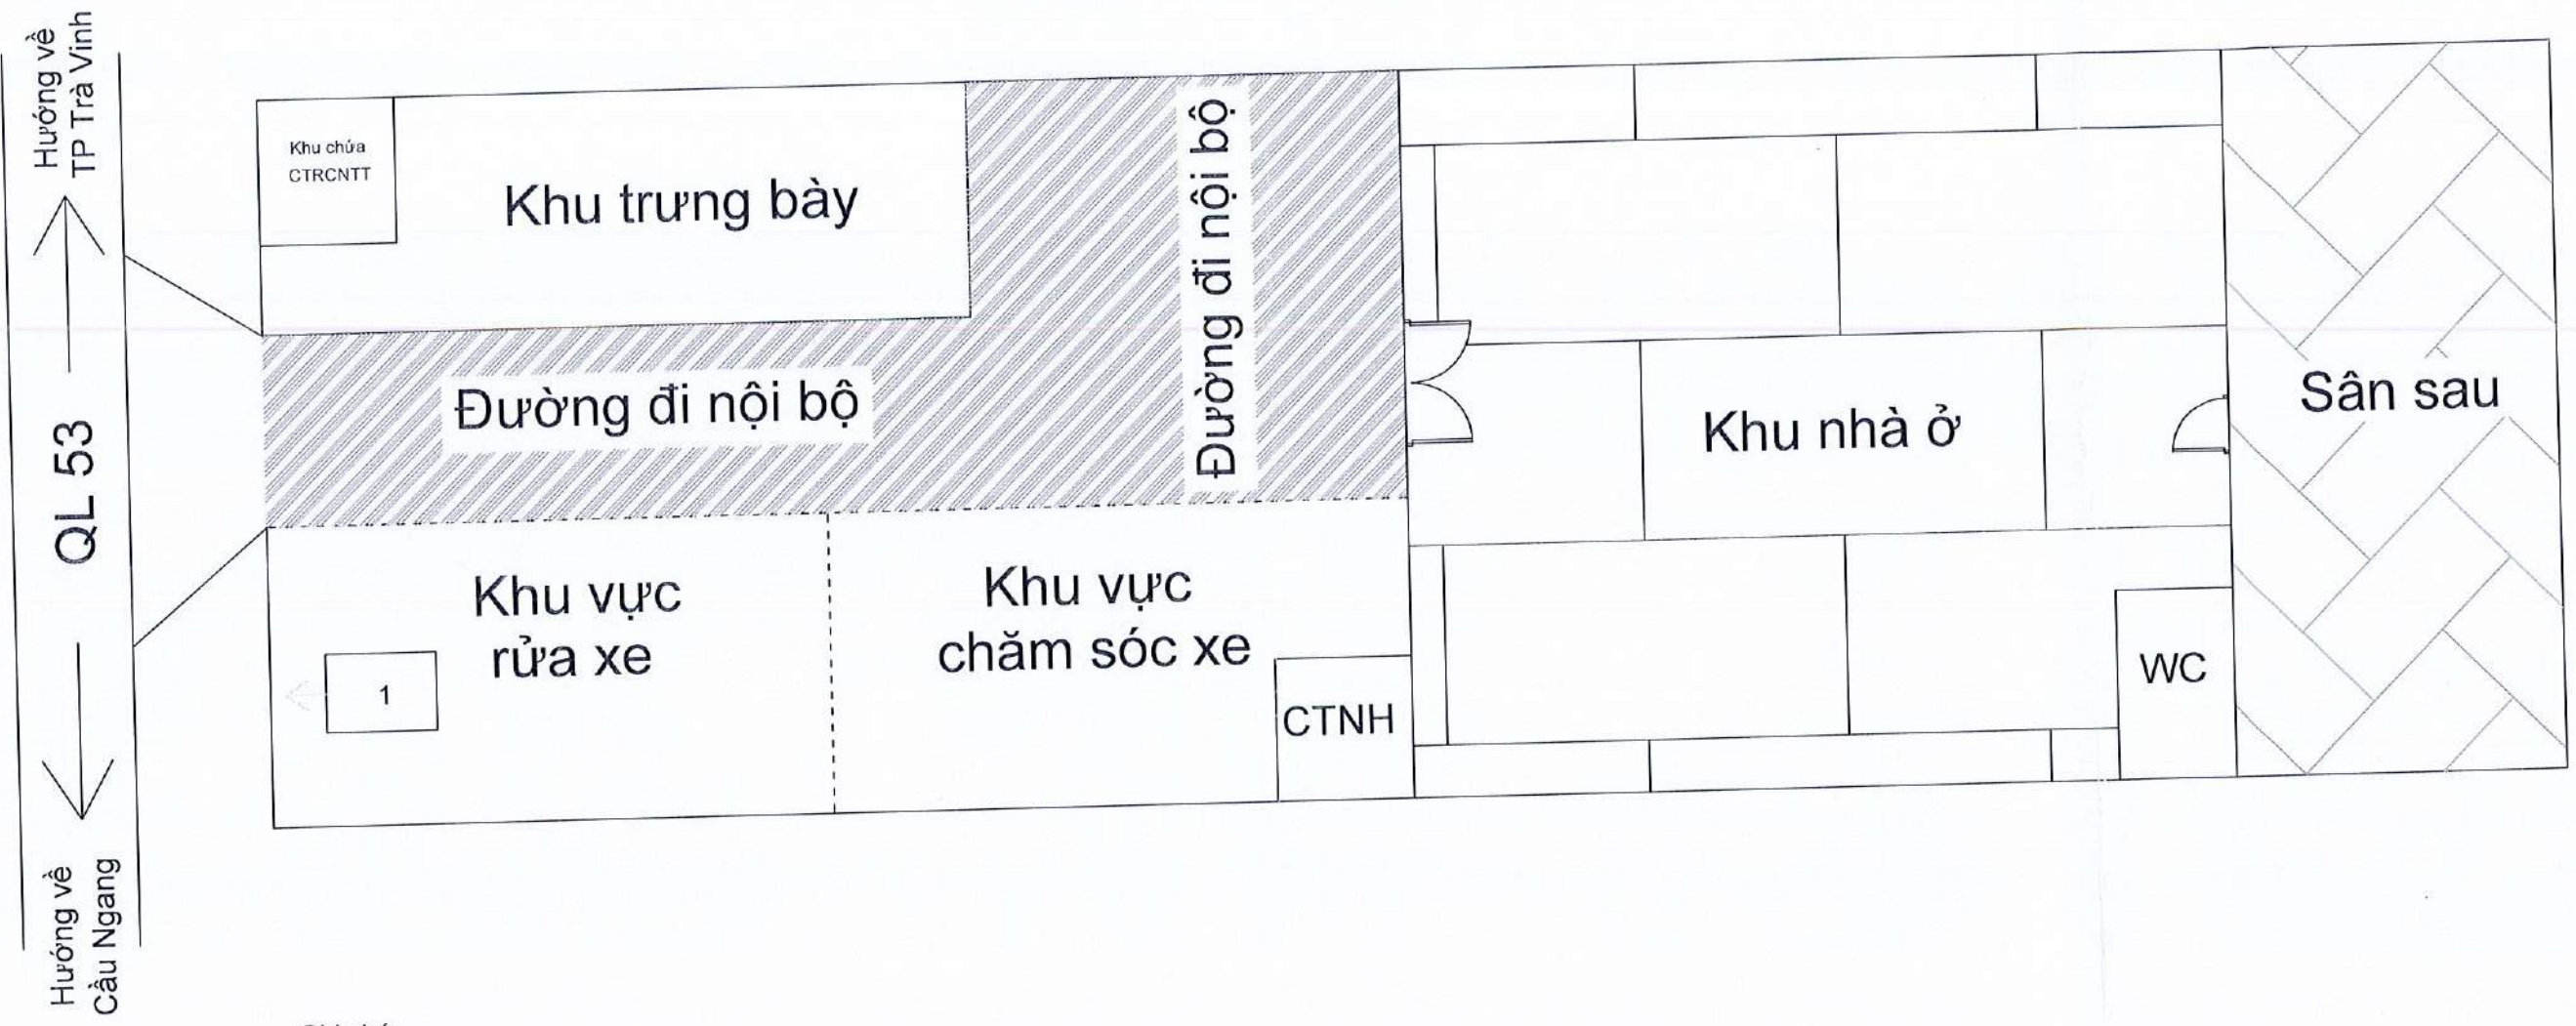 Hướng về
TP Trà Vinh
QL 53
Hướng về
Cầu Ngang
Khu chứa
CTRCNTT
Khu trưng bày
Đường đi nội bộ
Đường đi nội bộ
Khu vực
rửa xe
1
Khu vực
chăm sóc xe
CTNH
Khu nhà ở
WC
Sân sau